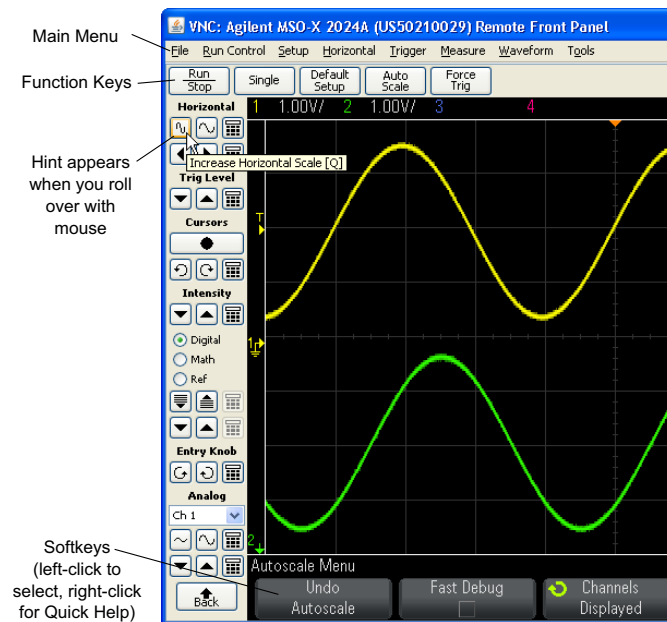 VNC: Agilent MSO-X 2024A (US50210029) Remote Front Panel
Main Menu
File Run Control Setup Horizontal Trigger Measure Waveform Tools
Function Keys
Run
Stop
Single
Default
Setup
Auto
Scale
Force
Trig
Horizontal
1 1.00V/ 2 1.00V/ 3 4
Hint appears
when you roll
over with
mouse
Increase Horizontal Scale [Q]
Trig Level
T
Cursors
Intensity
Digital
1
Math
Ref
Entry Knob
Analog
Ch 1
2
Softkeys
(left-click to
select, right-click
for Quick Help)
Back
Autoscale Menu
Undo
Autoscale
Fast Debug
Channels
Displayed